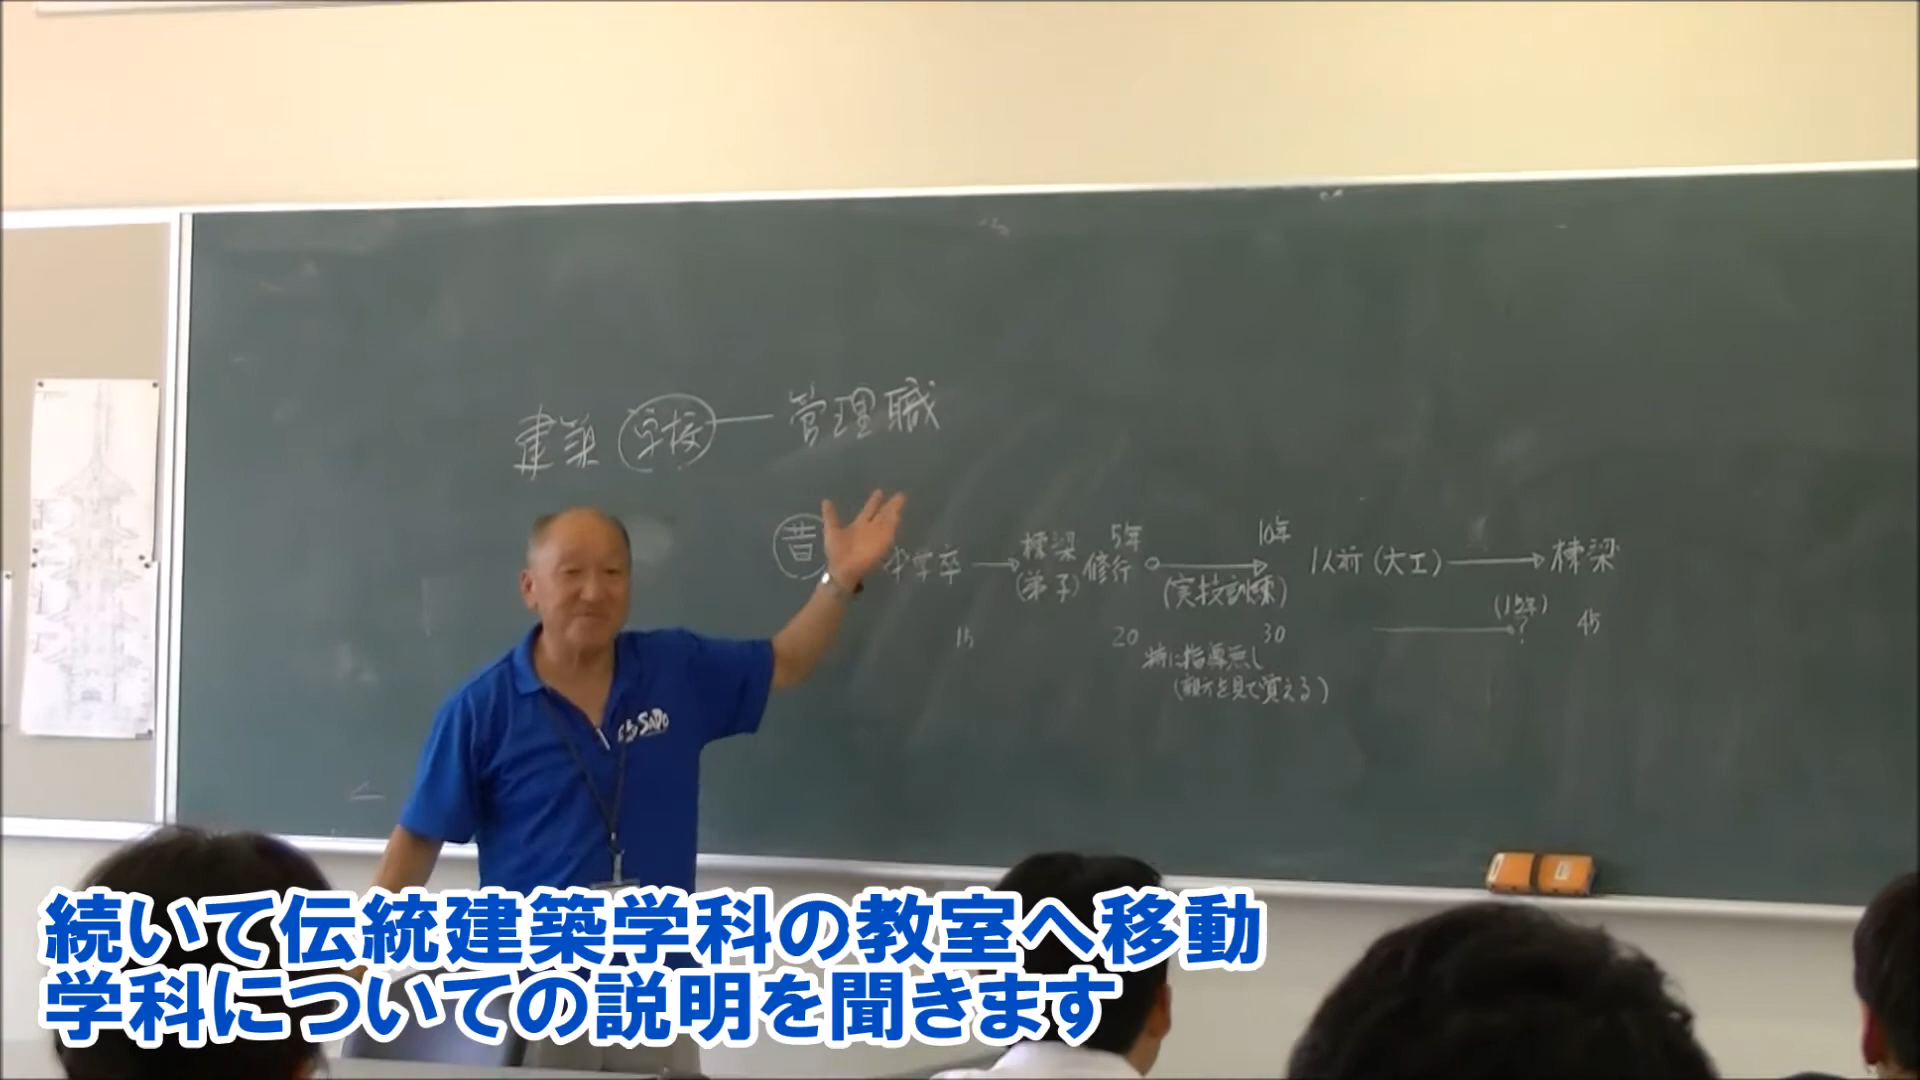 建築 学校 — 管理職
昔 中学卒 → 棟梁(弟子) 修行 5年 → 10年 (実技訓練) 1人前 (大工) → 棟梁
15 20 30 (15年) ? 45
特に指導無し
(親方を見て覚える)
SADO
続いて伝統建築学科の教室へ移動
学科についての説明を聞きます